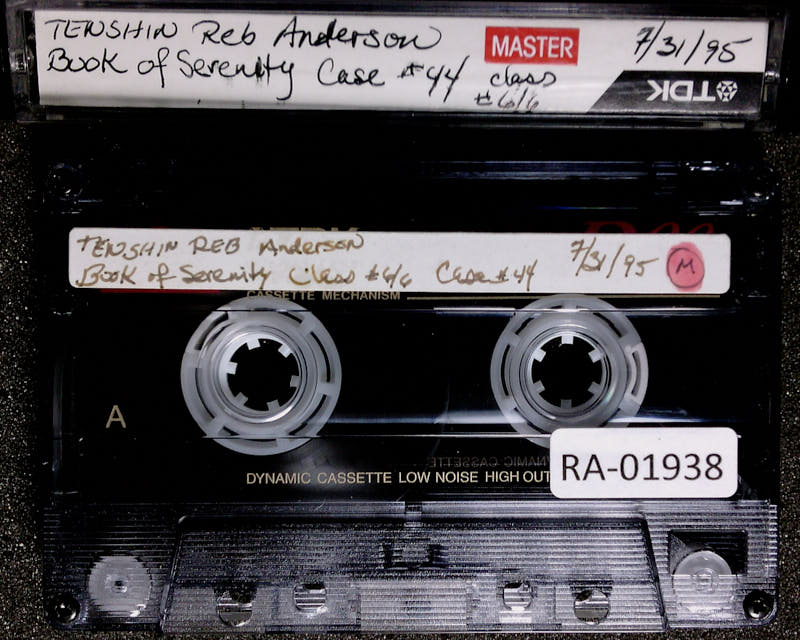 TENSHIN Reb Anderson MASTER 7/31/95
Book of Serenity Case #44 class
#6/6
TDK
TENSHIN REB Anderson 7/31/95 M
Book of Serenity Class #6/6 Case #44
CASSETTE MECHANISM
A
DYNAMIC CASSETTE
DYNAMIC CASSETTE LOW NOISE HIGH OUT
RA-01938